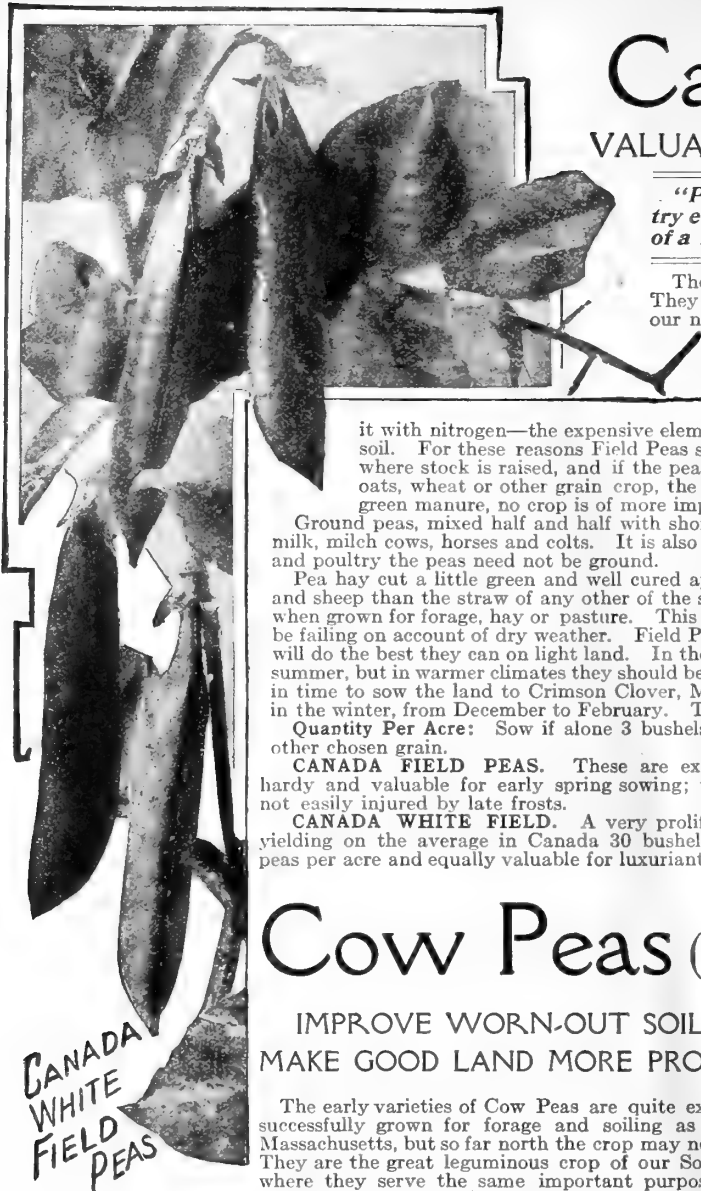 Ca
VALUA
"P
try e
of a
The
They
our n
it with nitrogen—the expensive elem
soil. For these reasons Field Peas s
where stock is raised, and if the pea
oats, wheat or other grain crop, the
green manure, no crop is of more imp
Ground peas, mixed half and half with sho
milk, milch cows, horses and colts. It is also
and poultry the peas need not be ground.
Pea hay cut a little green and well cured a
and sheep than the straw of any other of the s
when grown for forage, hay or pasture. This
be failing on account of dry weather. Field P
will do the best they can on light land. In the
summer, but in warmer climates they should be
in time to sow the land to Crimson Clover, M
in the winter, from December to February. T
Quantity Per Acre: Sow if alone 3 bushels
other chosen grain.
CANADA FIELD PEAS. These are ex
hardy and valuable for early spring sowing;
not easily injured by late frosts.
CANADA WHITE FIELD. A very prolif
yielding on the average in Canada 30 bushel
peas per acre and equally valuable for luxuriant
Cow Peas (
IMPROVE WORN-OUT SOIL
MAKE GOOD LAND MORE PRO
The early varieties of Cow Peas are quite ex
successfully grown for forage and soiling as
Massachusetts, but so far north the crop may n
They are the great leguminous crop of our So
where they serve the same important purpos
CANADA
WHITE
FIELD
PEAS